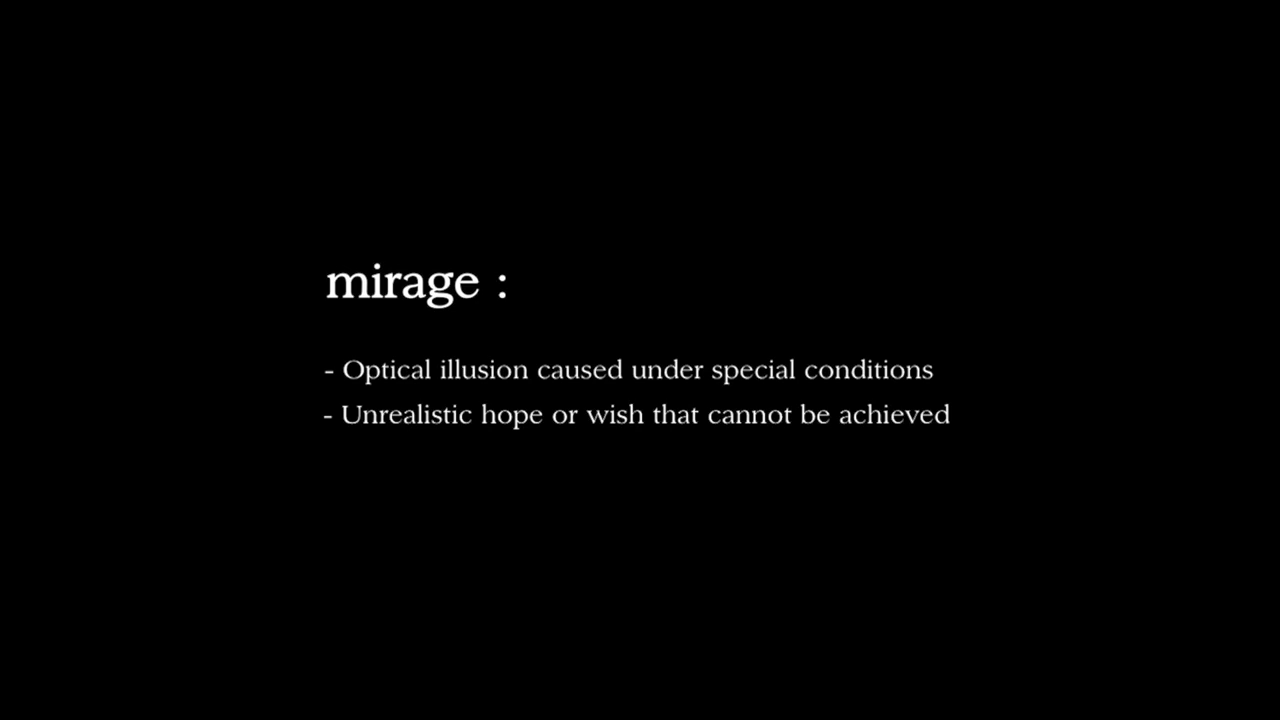 mirage :
- Optical illusion caused under special conditions
- Unrealistic hope or wish that cannot be achieved